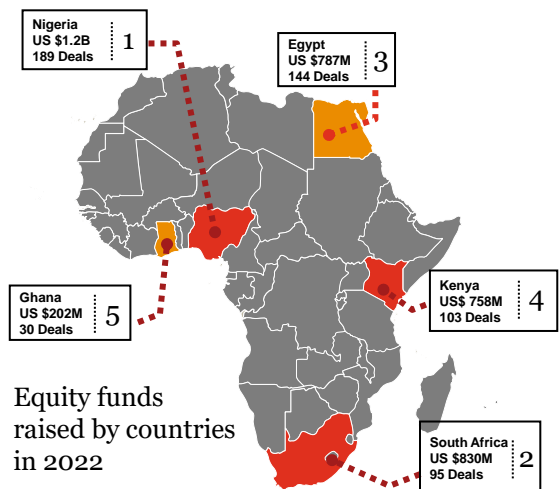 Nigeria
US $1.2B
189 Deals
1
Egypt
US $787M
144 Deals
3
Ghana
US $202M
30 Deals
5
Kenya
US$ 758M
103 Deals
4
Equity funds
raised by countries
in 2022
South Africa
US $830M
95 Deals
2